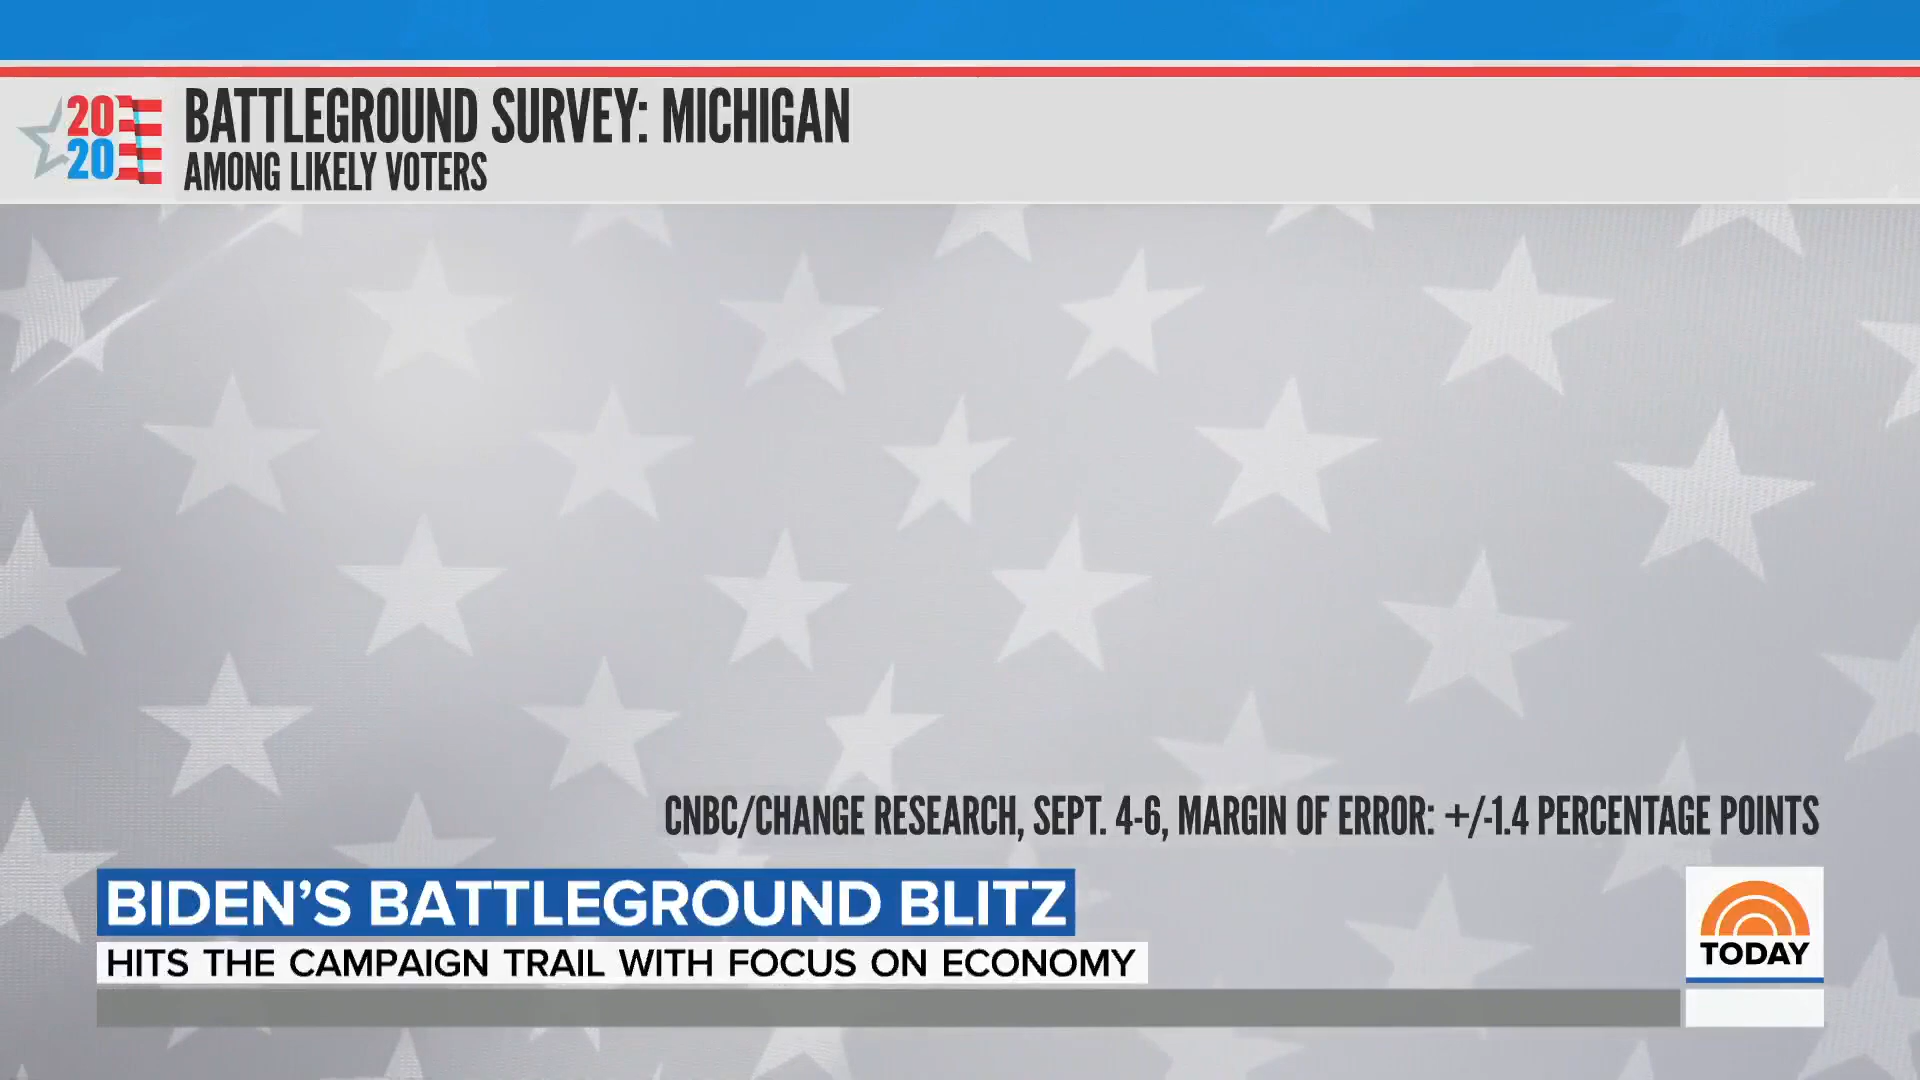 2020
BATTLEGROUND SURVEY: MICHIGAN
AMONG LIKELY VOTERS
CNBC/CHANGE RESEARCH, SEPT. 4-6, MARGIN OF ERROR: +/-1.4 PERCENTAGE POINTS
BIDEN'S BATTLEGROUND BLITZ
HITS THE CAMPAIGN TRAIL WITH FOCUS ON ECONOMY
TODAY